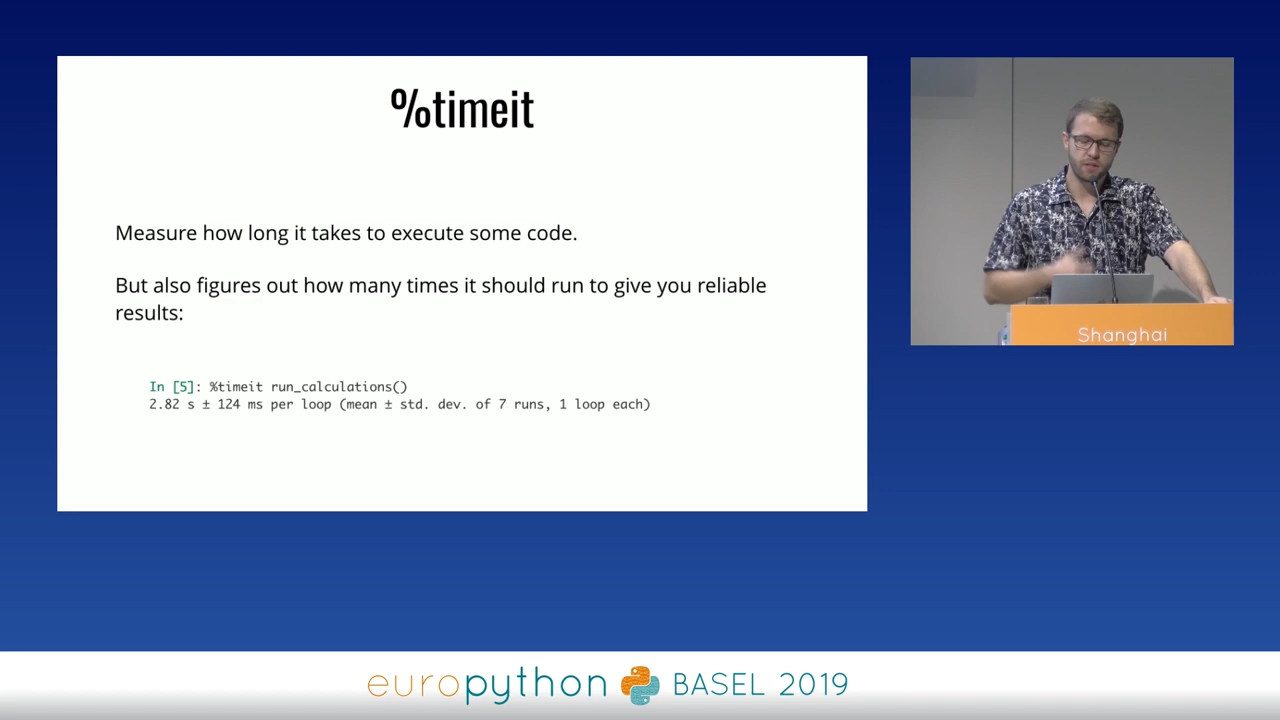 %timeit
Measure how long it takes to execute some code.
But also figures out how many times it should run to give you reliable
results:
In [5]: %timeit run_calculations()
2.82 s ± 124 ms per loop (mean ± std. dev. of 7 runs, 1 loop each)
Shanghai
europython BASEL 2019